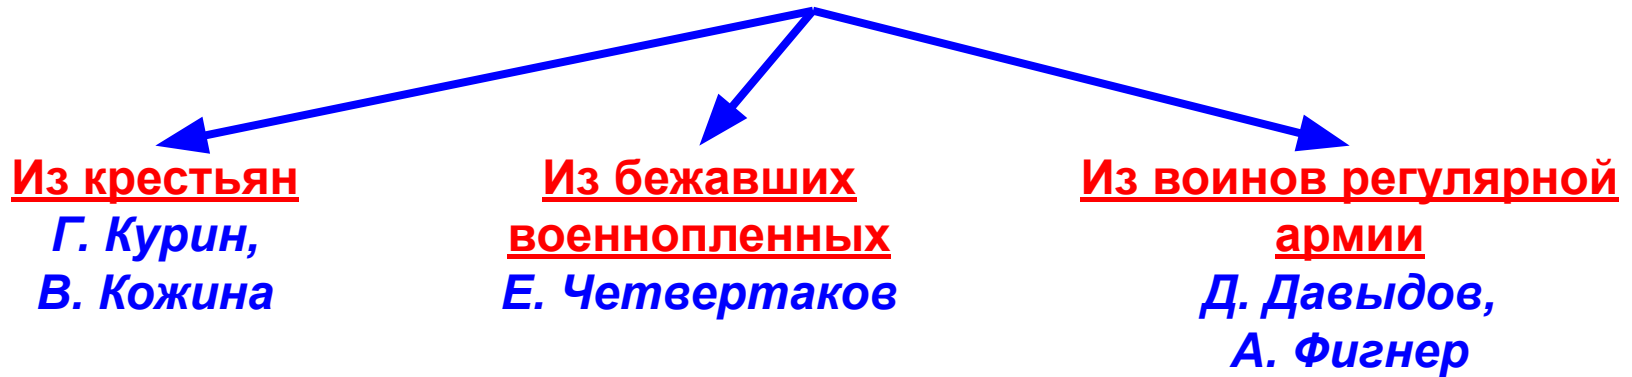 Из крестьян
Г. Курин,
В. Кожина
Из бежавших
военнопленных
Е. Четвертаков
Из воинов регулярной
армии
Д. Давыдов,
А. Фигнер